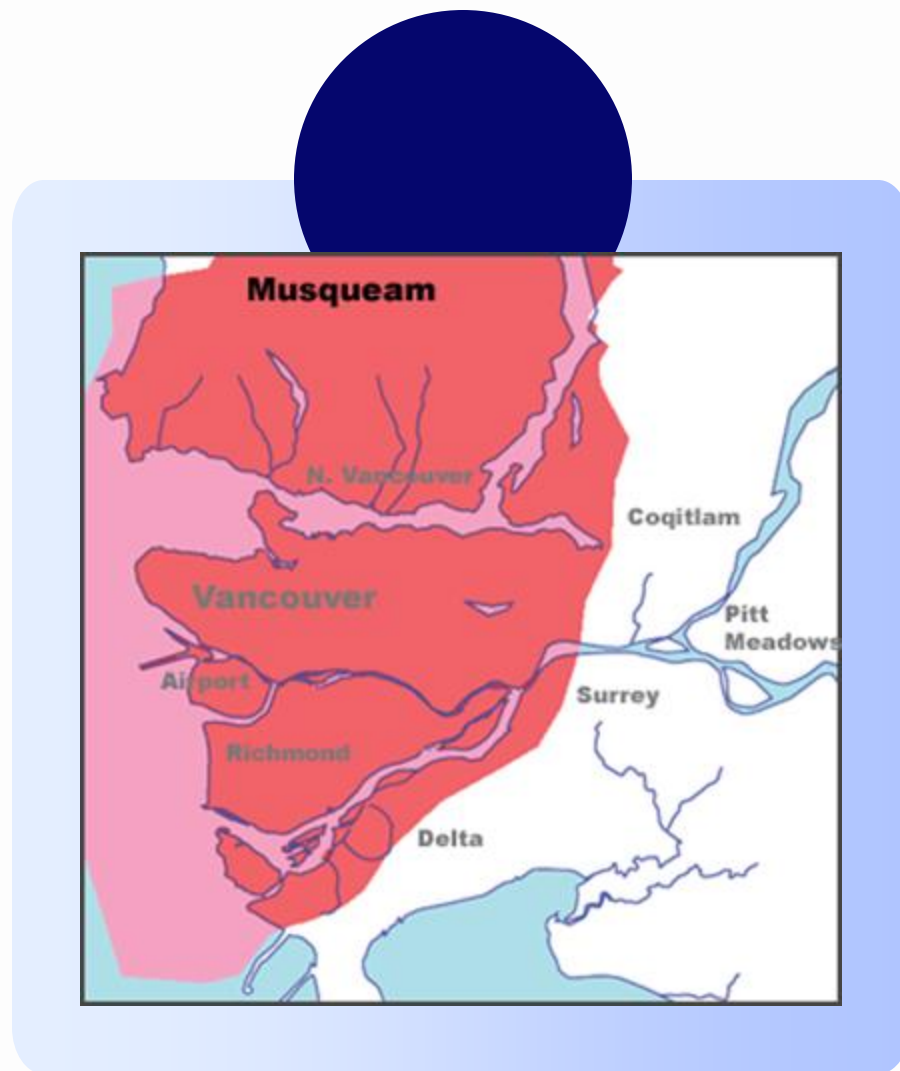 Musqueam
N. Vancouver
Coqitlam
Vancouver
Pitt
Meadows
Airport
Surrey
Richmond
Delta